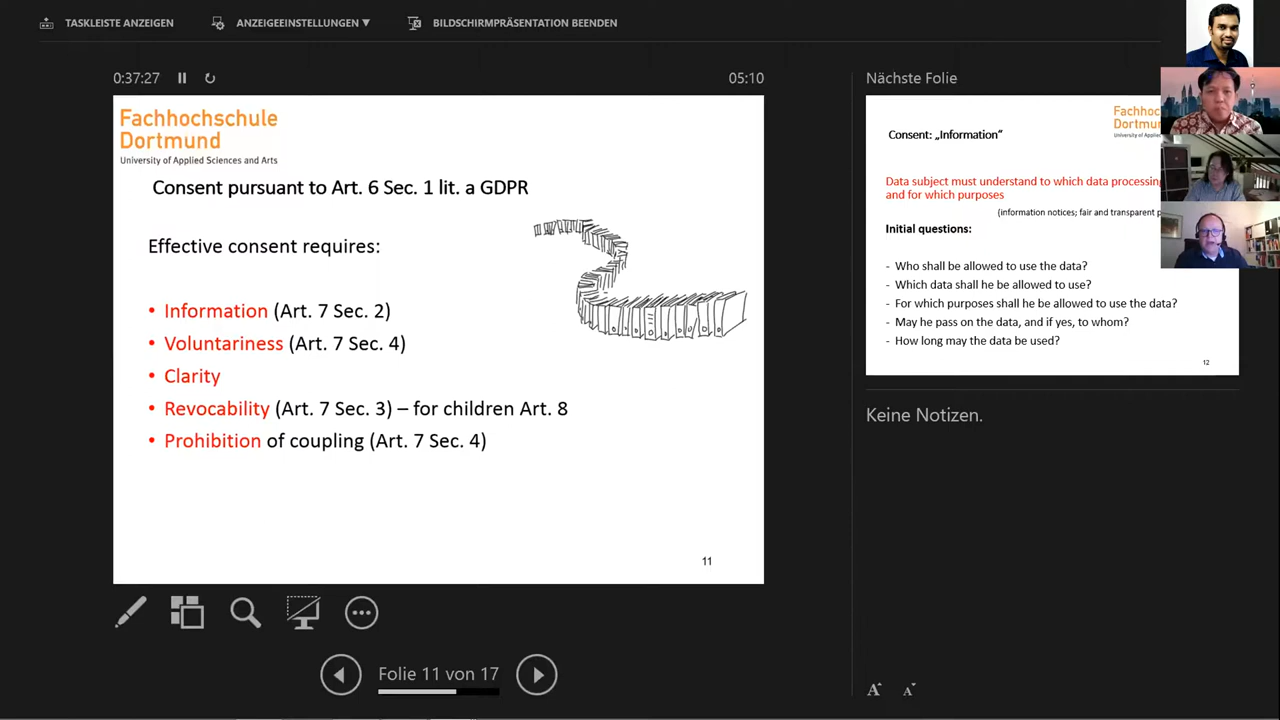 TASKLEISTE ANZEIGEN
ANZEIGEEINSTELLUNGEN ▼
BILDSCHIRMPRÄSENTATION BEENDEN
0:37:27
05:10
Fachhochschule
Dortmund
University of Applied Sciences and Arts
Consent pursuant to Art. 6 Sec. 1 lit. a GDPR
Effective consent requires:
• Information (Art. 7 Sec. 2)
• Voluntariness (Art. 7 Sec. 4)
• Clarity
• Revocability (Art. 7 Sec. 3) – for children Art. 8
• Prohibition of coupling (Art. 7 Sec. 4)
11
Folie 11 von 17
Nächste Folie
Fachhoch
Dortmun
University of Applied
Consent: „Information“
Data subject must understand to which data processing
and for which purposes
(information notices; fair and transparent p
Initial questions:
- Who shall be allowed to use the data?
- Which data shall he be allowed to use?
- For which purposes shall he be allowed to use the data?
- May he pass on the data, and if yes, to whom?
- How long may the data be used?
12
Keine Notizen.
A A